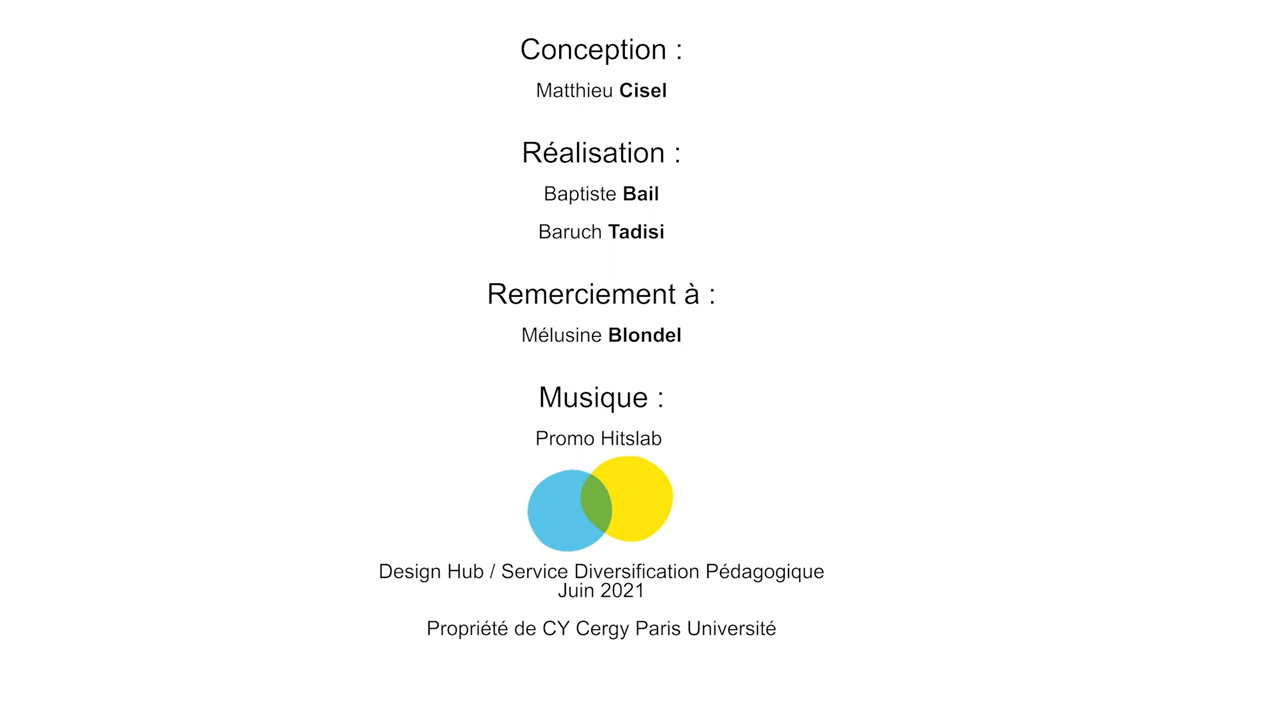 Conception :
Matthieu Cisel
Réalisation :
Baptiste Bail
Baruch Tadisi
Remerciement à :
Mélusine Blondel
Musique :
Promo Hitslab
Design Hub / Service Diversification Pédagogique
Juin 2021
Propriété de CY Cergy Paris Université